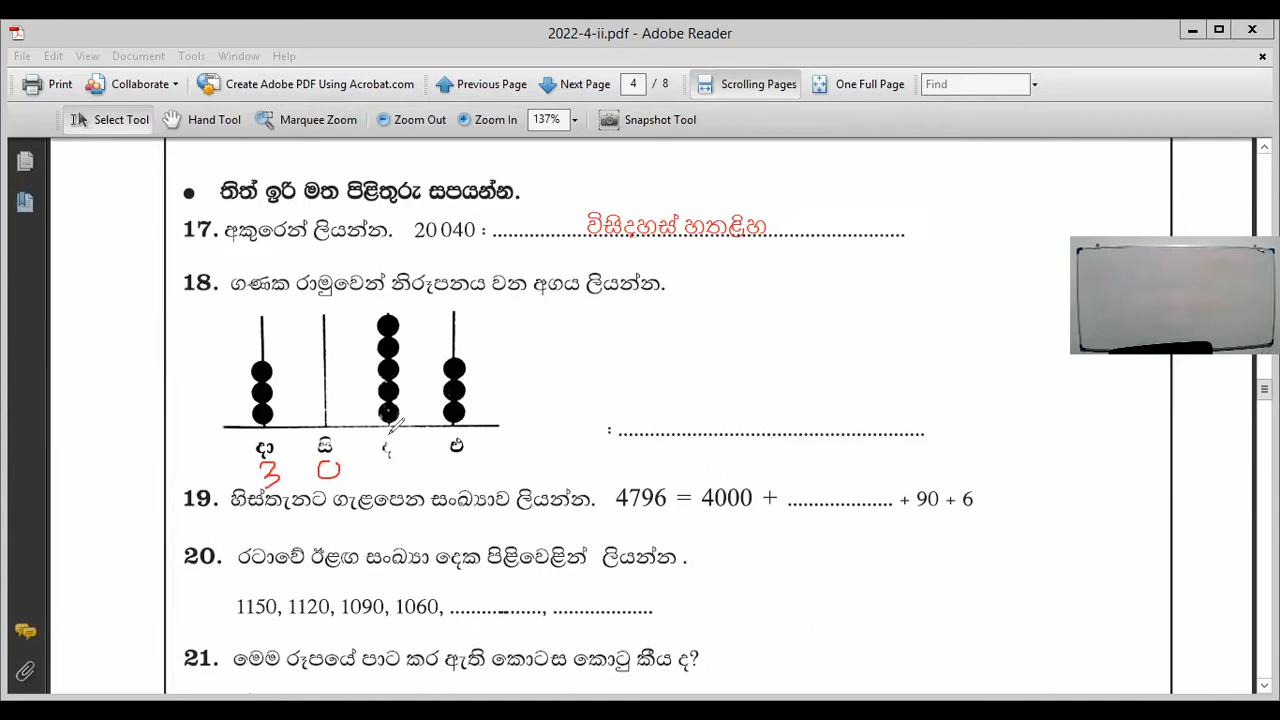 2022-4-ii.pdf - Adobe Reader
File Edit View Document Tools Window Help
Print Collaborate Create Adobe PDF Using Acrobat.com Previous Page Next Page 4 / 8 Scrolling Pages One Full Page Find
Select Tool Hand Tool Marquee Zoom Zoom Out Zoom In 137% Snapshot Tool
● තිත් ඉරි මත පිළිතුරු සපයන්න.
17. අකුරෙන් ලියන්න. 20 040 : විසිදහස් හතළිහ
18. ගණක රාමුවෙන් නිරූපනය වන අගය ලියන්න.
: ..............................................
දා සි ද එ
3 0
19. හිස්තැනට ගැළපෙන සංඛ්‍යාව ලියන්න. 4796 = 4000 + .................... + 90 + 6
20. රටාවේ ඊළඟ සංඛ්‍යා දෙක පිළිවෙළින් ලියන්න .
1150, 1120, 1090, 1060, .................., ...................
21. මෙම රූපයේ පාට කර ඇති කොටස කොටු කීය ද?